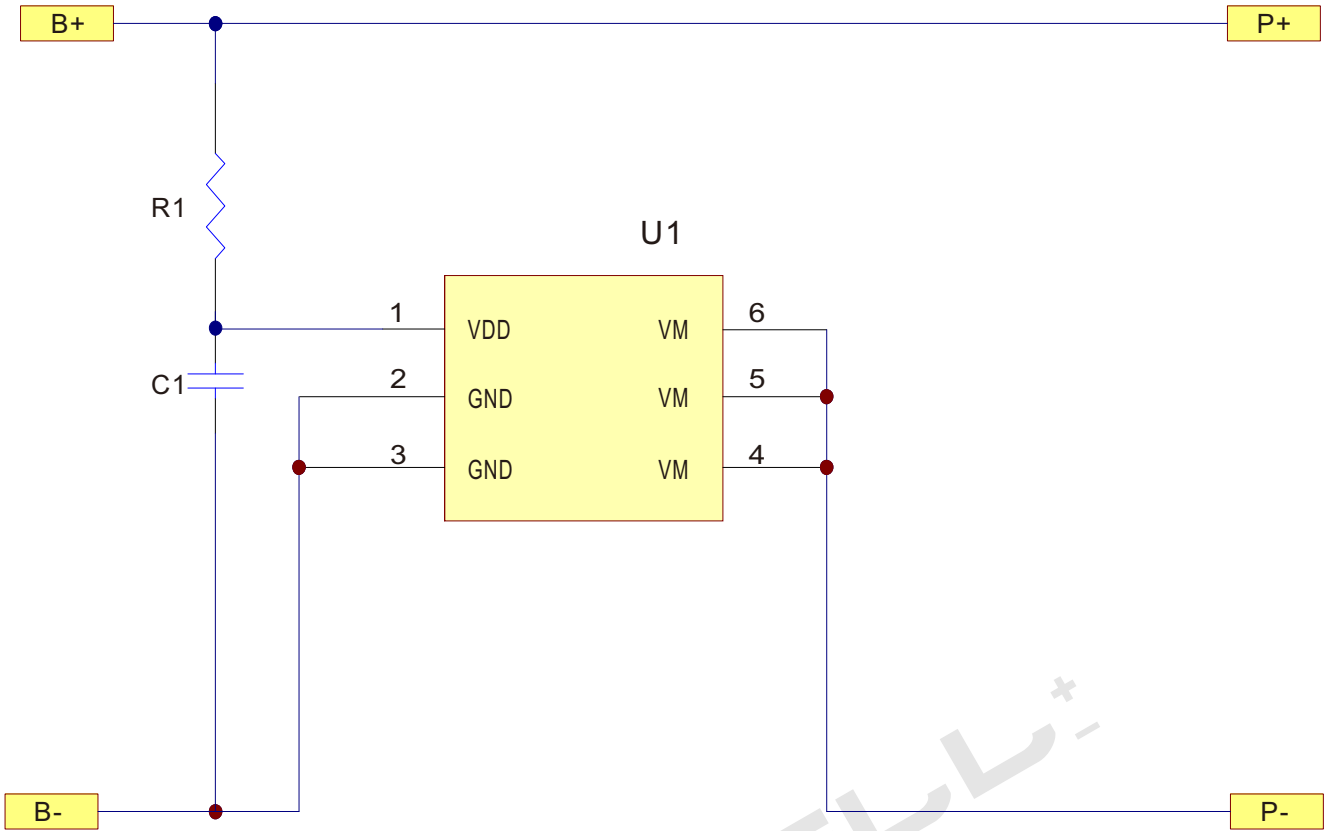 B+ P+
R1
U1
1 VDD VM 6
C1
2 GND VM 5
3 GND VM 4
B- P-